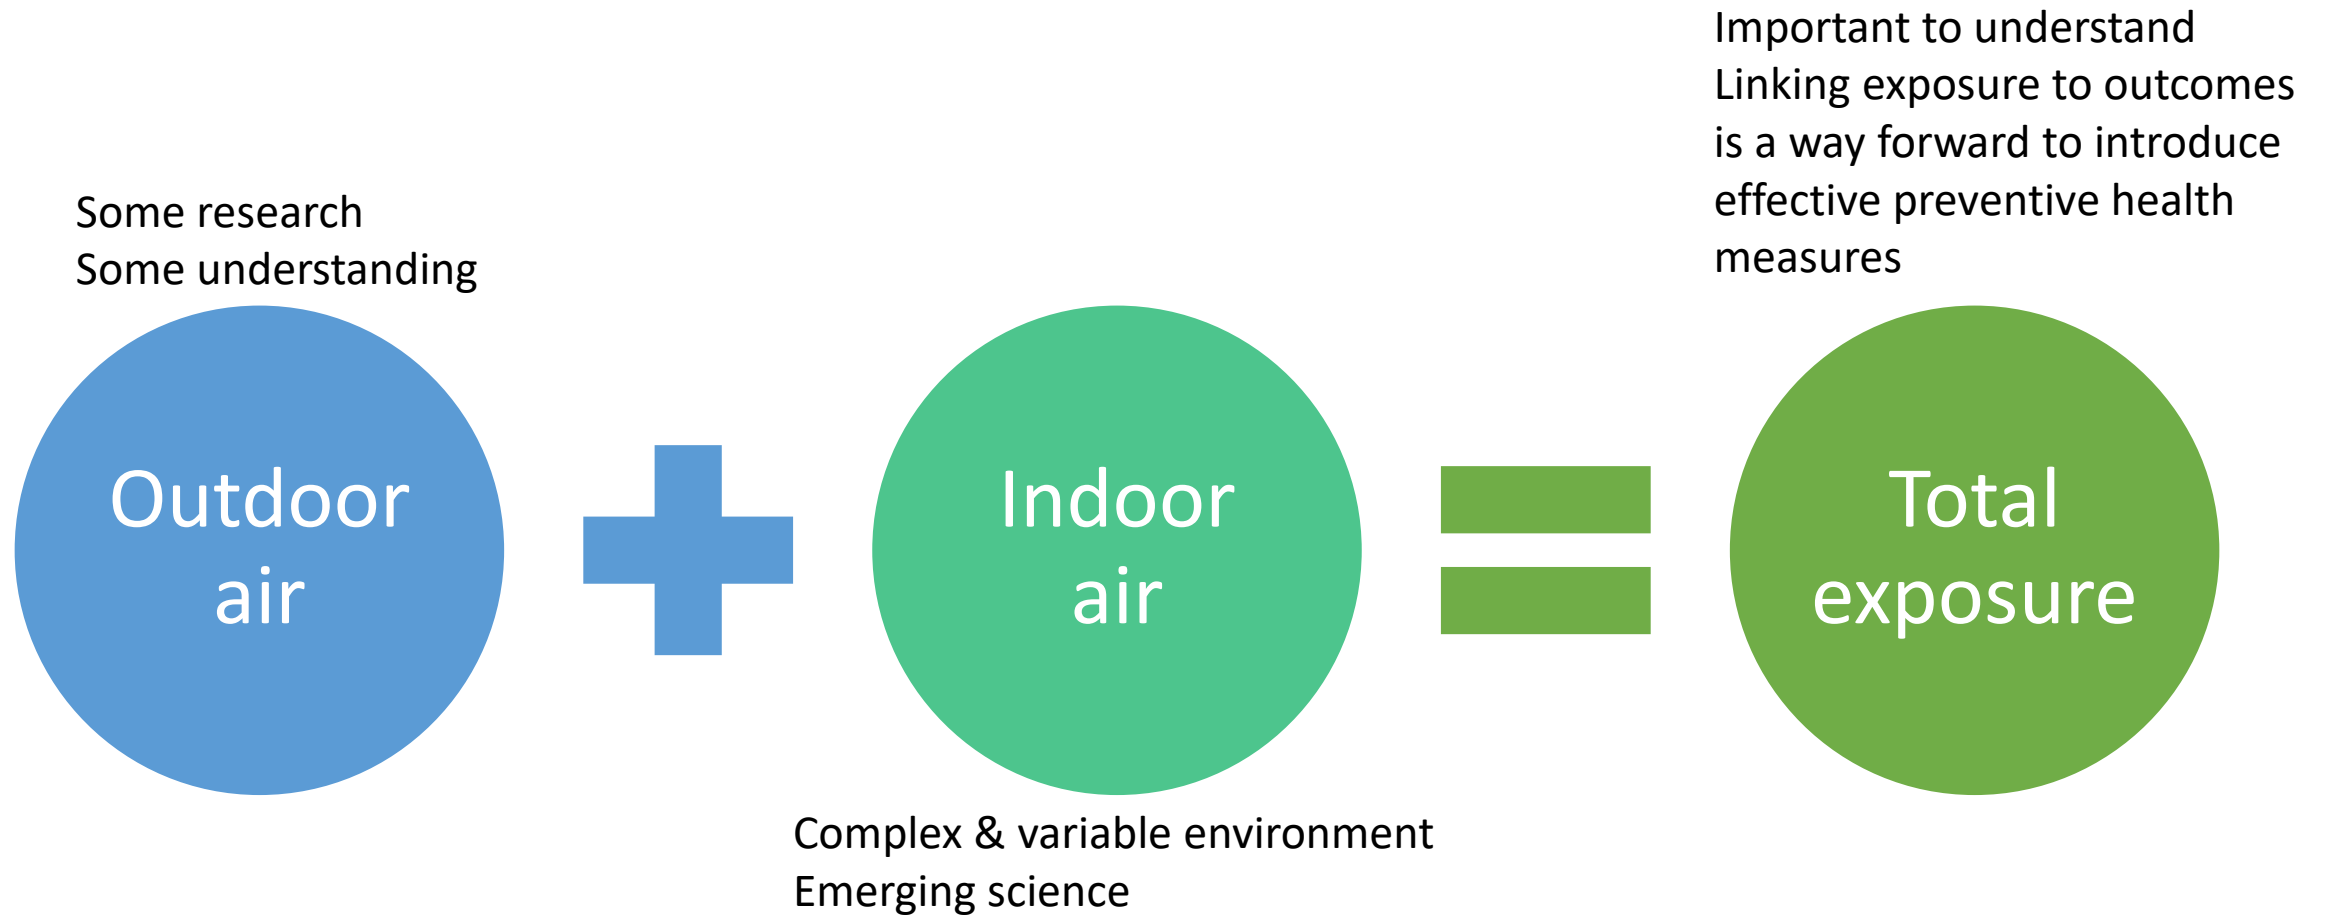 Important to understand
Linking exposure to outcomes
is a way forward to introduce
effective preventive health
measures
Some research
Some understanding
Outdoor
air
Indoor
air
Total
exposure
Complex & variable environment
Emerging science